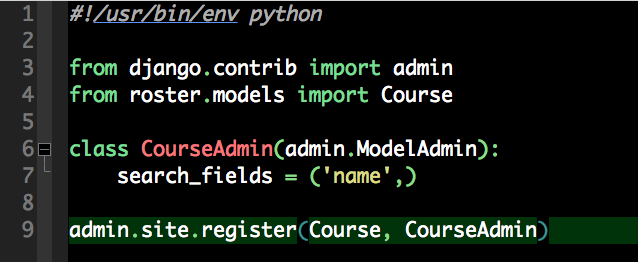 1 #!/usr/bin/env python
2
3 from django.contrib import admin
4 from roster.models import Course
5
6 class CourseAdmin(admin.ModelAdmin):
7     search_fields = ('name',)
8
9 admin.site.register(Course, CourseAdmin)